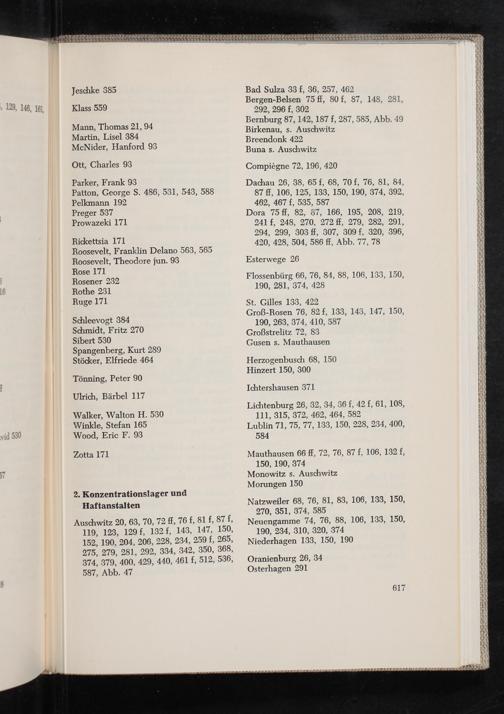 , 129, 146, 161,
vid 530
Jeschke 385
Klass 559
Mann, Thomas 21, 94
Martin, Lisel 384
McNider, Hanford 93
Ott, Charles 93
Parker, Frank 93
Patton, George S. 486, 531, 543, 588
Pelkmann 192
Preger 537
Prowazeki 171
Rickettsia 171
Roosevelt, Franklin Delano 563, 565
Roosevelt, Theodore jun. 93
Rose 171
Rosener 232
Rothe 231
Ruge 171
Schleevogt 384
Schmidt, Fritz 270
Sibert 530
Spangenberg, Kurt 289
Stöcker, Elfriede 464
Tönning, Peter 90
Ulrich, Bärbel 117
Walker, Walton H. 530
Winkle, Stefan 165
Wood, Eric F. 93
Zotta 171
2. Konzentrationslager und
Haftanstalten
Auschwitz 20, 63, 70, 72 ff, 76 f, 81 f, 87 f,
119, 123, 129 f, 132 f, 143, 147, 150,
152, 190, 204, 206, 228, 234, 259 f, 265,
275, 279, 281, 292, 334, 342, 350, 368,
374, 379, 400, 429, 440, 461 f, 512, 536,
587, Abb. 47
Bad Sulza 33 f, 36, 257, 462
Bergen-Belsen 75 ff, 80 f, 87, 148, 281,
292, 296 f, 302
Bernburg 87, 142, 187 f, 287, 585, Abb. 49
Birkenau, s. Auschwitz
Breendonk 422
Buna s. Auschwitz
Compiègne 72, 196, 420
Dachau 26, 38, 65 f, 68, 70 f, 76, 81, 84,
87 ff, 106, 125, 133, 150, 190, 374, 392,
462, 467 f, 535, 587
Dora 75 ff, 82, 87, 166, 195, 208, 219,
241 f, 248, 270, 272 ff, 279, 282, 291,
294, 299, 303 ff, 307, 309 f, 320, 396,
420, 428, 504, 586 ff, Abb. 77, 78
Esterwege 26
Flossenbürg 66, 76, 84, 88, 106, 133, 150,
190, 281, 374, 428
St. Gilles 133, 422
Groß-Rosen 76, 82 f, 133, 143, 147, 150,
190, 263, 374, 410, 587
Großstrelitz 72, 83
Gusen s. Mauthausen
Herzogenbusch 68, 150
Hinzert 150, 300
Ichtershausen 371
Lichtenburg 26, 32, 34, 36 f, 42 f, 61, 108,
111, 315, 372, 462, 464, 582
Lublin 71, 75, 77, 133, 150, 228, 234, 400,
584
Mauthausen 66 ff, 72, 76, 87 f, 106, 132 f,
150, 190, 374
Monowitz s. Auschwitz
Morungen 150
Natzweiler 68, 76, 81, 83, 106, 133, 150,
270, 351, 374, 585
Neuengamme 74, 76, 88, 106, 133, 150,
190, 234, 310, 320, 374
Niederhagen 133, 150, 190
Oranienburg 26, 34
Osterhagen 291
617